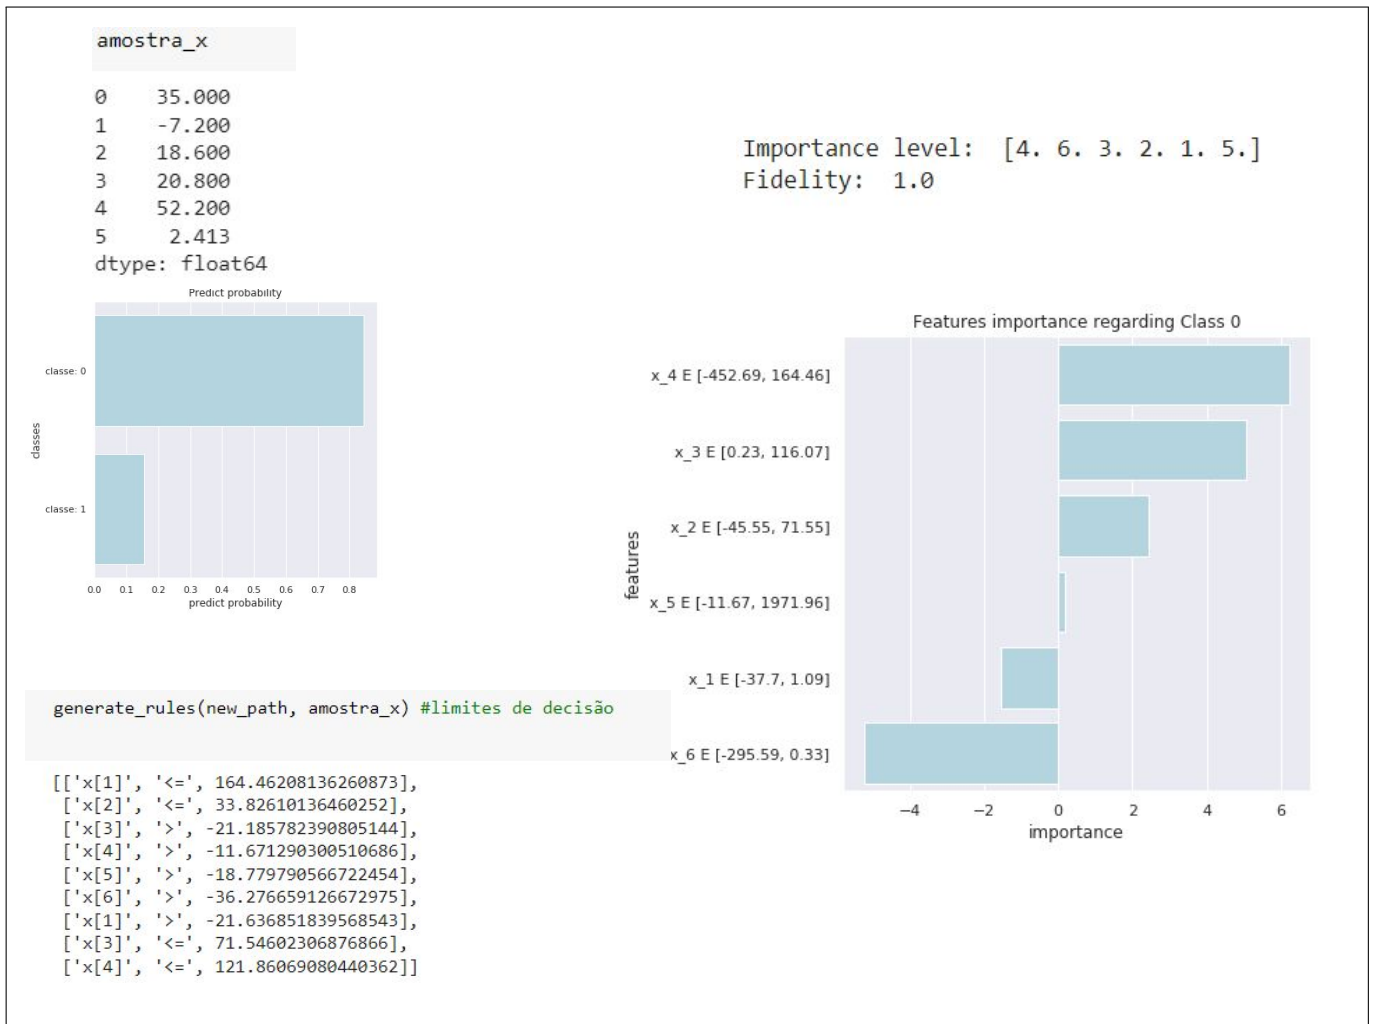 amostra_x
0 35.000
1 -7.200
2 18.600
3 20.800
4 52.200
5 2.413
dtype: float64
Importance level: [4. 6. 3. 2. 1. 5.]
Fidelity: 1.0
Predict probability
classe: 0
classe: 1
classes
0.0 0.1 0.2 0.3 0.4 0.5 0.6 0.7 0.8
predict probability
Features importance regarding Class 0
x_4 E [-452.69, 164.46]
x_3 E [0.23, 116.07]
x_2 E [-45.55, 71.55]
x_5 E [-11.67, 1971.96]
x_1 E [-37.7, 1.09]
x_6 E [-295.59, 0.33]
features
−4 −2 0 2 4 6
importance
generate_rules(new_path, amostra_x) #limites de decisão
[['x[1]', '<=', 164.46208136260873],
['x[2]', '<=', 33.82610136460252],
['x[3]', '>', -21.185782390805144],
['x[4]', '>', -11.671290300510686],
['x[5]', '>', -18.779790566722454],
['x[6]', '>', -36.276659126672975],
['x[1]', '>', -21.636851839568543],
['x[3]', '<=', 71.54602306876866],
['x[4]', '<=', 121.86069080440362]]